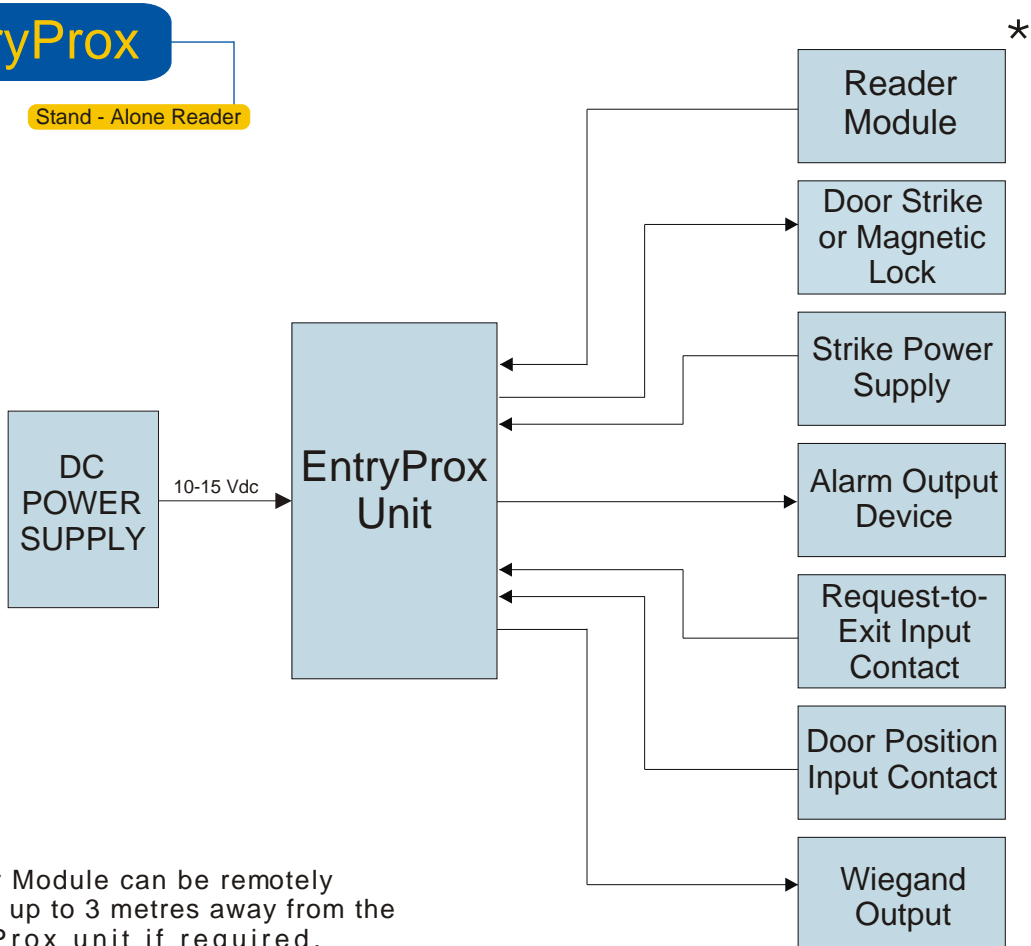 ryProx
Stand - Alone Reader
*
Reader
Module
Door Strike
or Magnetic
Lock
Strike Power
Supply
DC
POWER
SUPPLY
10-15 Vdc
EntryProx
Unit
Alarm Output
Device
Request-to-
Exit Input
Contact
Door Position
Input Contact
Wiegand
Output
Module can be remotely
up to 3 metres away from the
Prox unit if required.